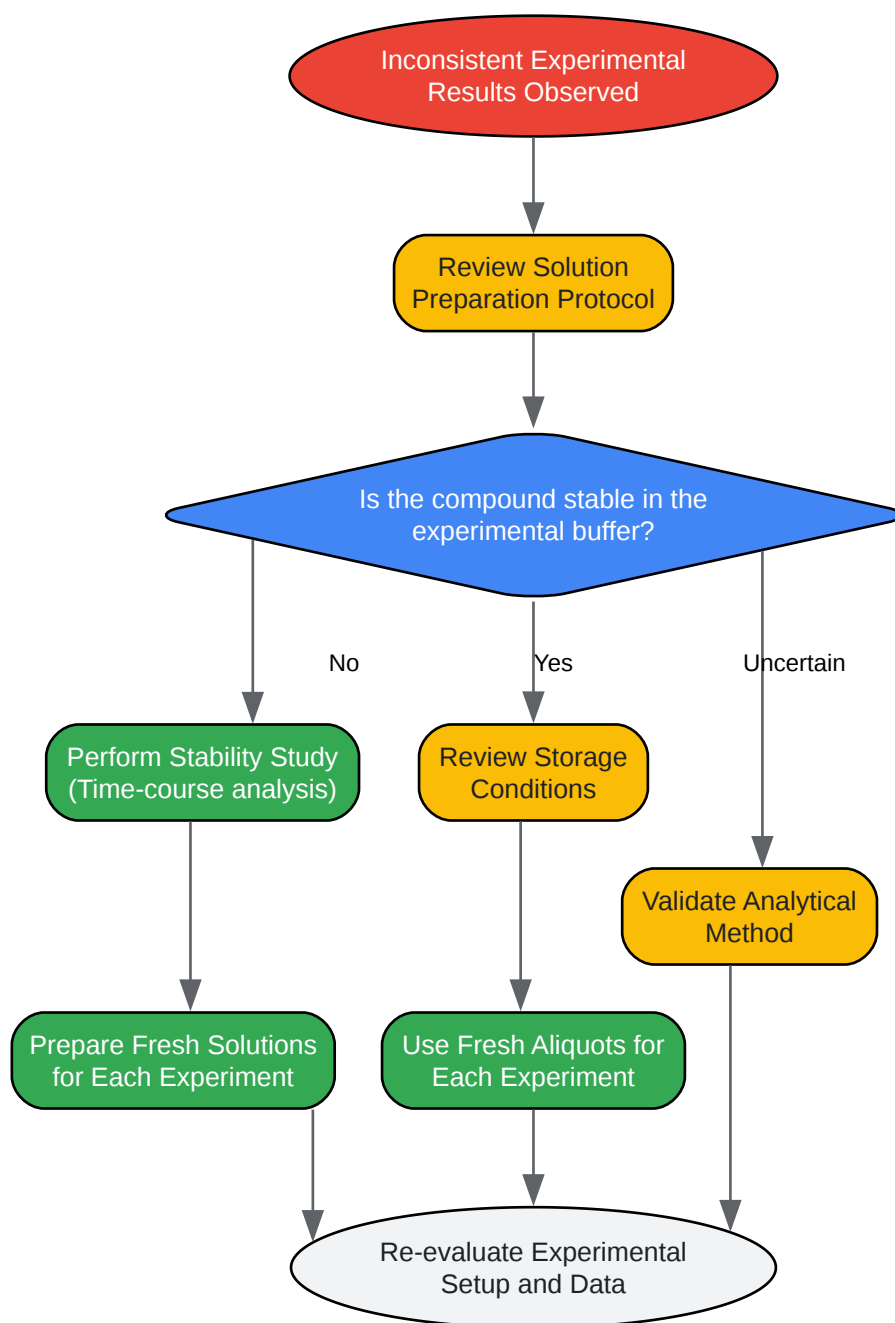 Inconsistent Experimental
Results Observed
Review Solution
Preparation Protocol
Is the compound stable in the
experimental buffer?
No
Yes
Uncertain
Perform Stability Study
(Time-course analysis)
Review Storage
Conditions
Validate Analytical
Method
Prepare Fresh Solutions
for Each Experiment
Use Fresh Aliquots for
Each Experiment
Re-evaluate Experimental
Setup and Data